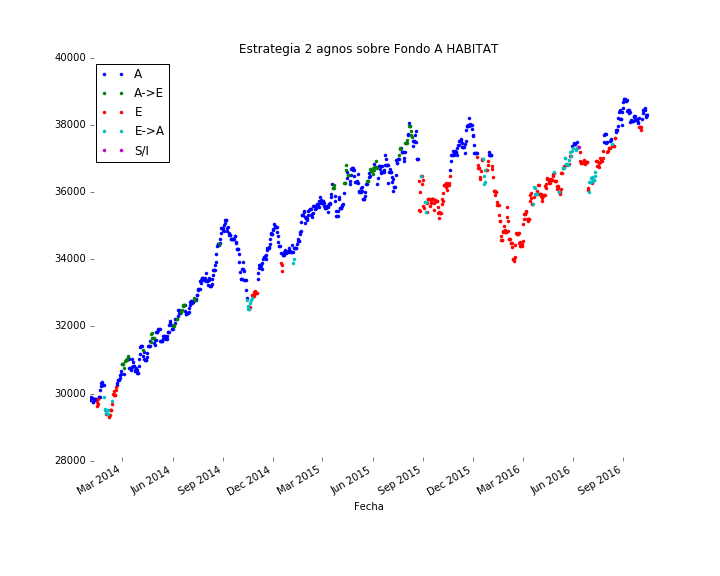 Estrategia 2 agnos sobre Fondo A HABITAT
40000
38000
36000
34000
32000
30000
28000
A
A->E
E
E->A
S/I
Mar 2014
Jun 2014
Sep 2014
Dec 2014
Mar 2015
Jun 2015
Sep 2015
Dec 2015
Mar 2016
Jun 2016
Sep 2016
Fecha